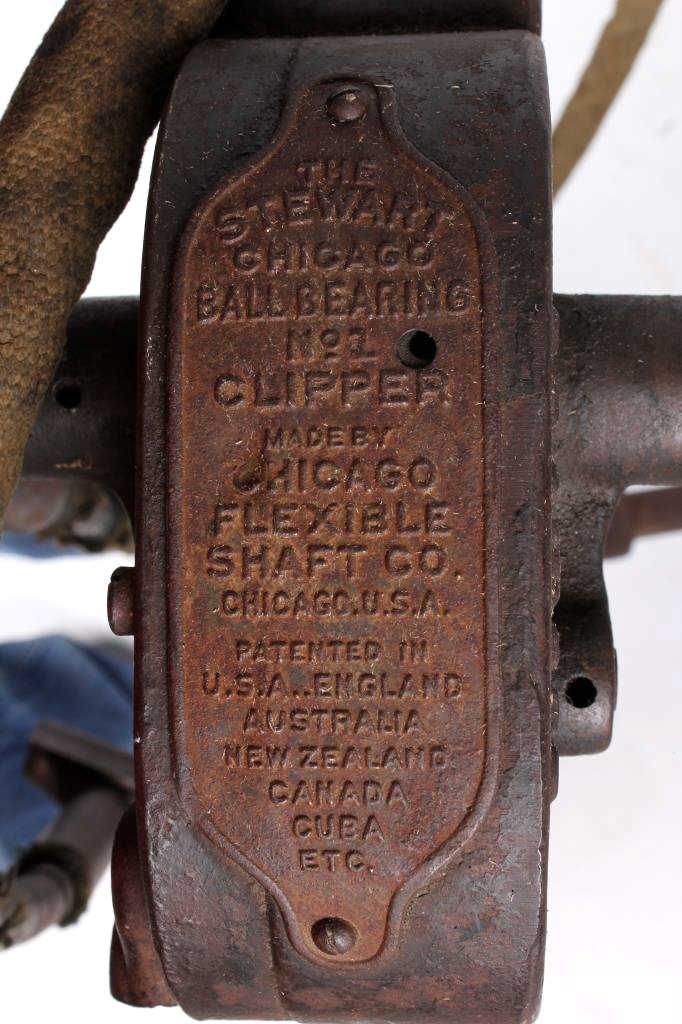 THE
STEWART
CHICAGO
BALL BEARING
No1
CLIPPER
MADE BY
CHICAGO
FLEXIBLE
SHAFT CO.
CHICAGO.U.S.A.
PATENTED IN
U.S.A..ENGLAND
AUSTRALIA
NEW ZEALAND
CANADA
CUBA
ETC.